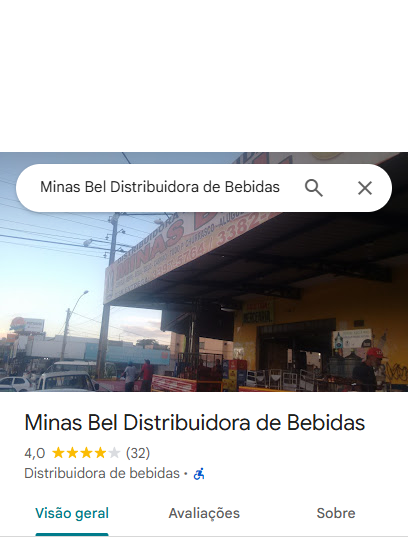 Minas Bel Distribuidora de Bebidas
MINAS B
3382-
Minas Bel Distribuidora de Bebidas
4,0 (32)
Distribuidora de bebidas ·
Visão geral Avaliações Sobre